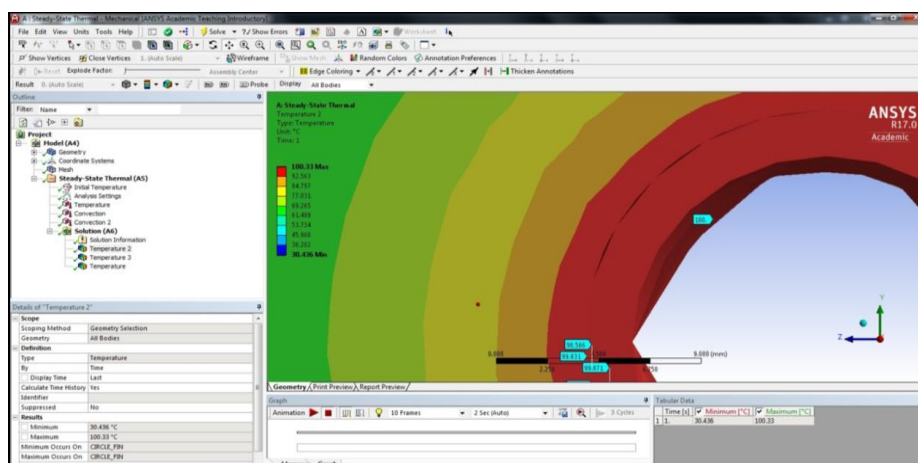 A : Steady-State Thermal - Mechanical [ANSYS Academic Teaching Introductory]
File Edit View Units Tools Help Solve ?/ Show Errors Worksheet
Show Vertices Close Vertices 1. (Auto Scale) Wireframe Show Mesh Random Colors Annotation Preferences
Reset Explode Factor: Assembly Center Edge Coloring Thicken Annotations
Result 0. (Auto Scale) Probe Display All Bodies
Outline
Filter: Name
Project
Model (A4)
Geometry
Coordinate Systems
Mesh
Steady-State Thermal (A5)
Initial Temperature
Analysis Settings
Temperature
Convection
Convection 2
Solution (A6)
Solution Information
Temperature 2
Temperature 3
Temperature
Details of "Temperature 2"
Scope
Scoping Method Geometry Selection
Geometry All Bodies
Definition
Type Temperature
By Time
Display Time Last
Calculate Time History Yes
Identifier
Suppressed No
Results
Minimum 30.436 °C
Maximum 100.33 °C
Minimum Occurs On CIRCLE_FIN
Maximum Occurs On CIRCLE_FIN
A: Steady-State Thermal
Temperature 2
Type: Temperature
Unit: °C
Time: 1
100.33 Max
92.563
84.797
77.031
69.265
61.499
53.734
45.968
38.202
30.436 Min
ANSYS
R17.0
Academic
100.
98.566
99.431
99.071
0.000
9.000 (mm)
2.250
6.750
Y
Z
Geometry Print Preview Report Preview
Graph
Animation 10 Frames 2 Sec (Auto) 3 Cycles
Tabular Data
Time [s] Minimum [°C] Maximum [°C]
1 1. 30.436 100.33